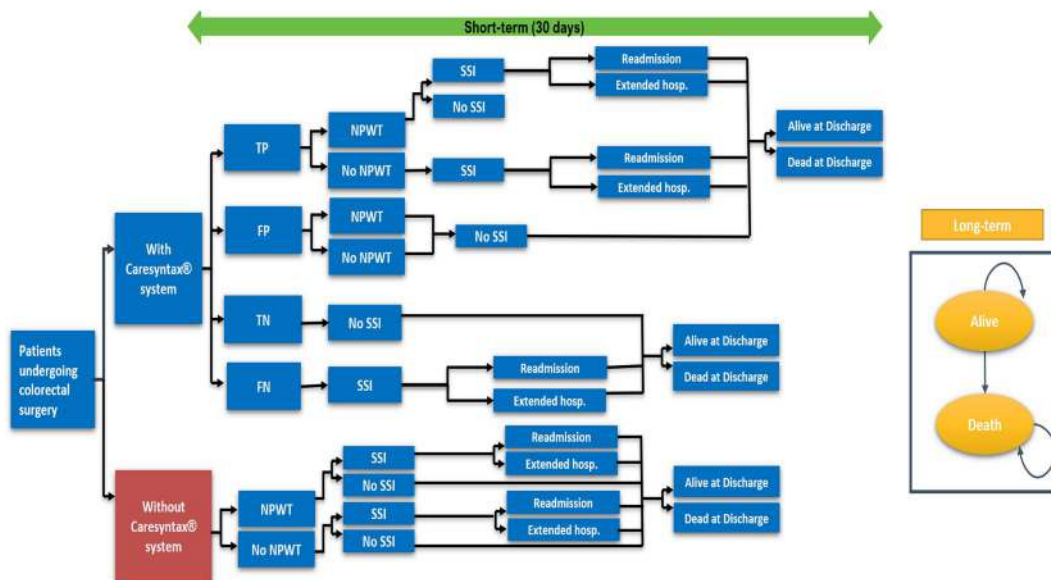 Short-term (30 days)
SSI
No SSI
Readmission
Extended hosp.
TP
NPWT
No NPWT
SSI
Readmission
Extended hosp.
Alive at Discharge
Dead at Discharge
With
Caresyntax®
system
FP
NPWT
No NPWT
No SSI
TN
No SSI
FN
SSI
Readmission
Extended hosp.
Alive at Discharge
Dead at Discharge
Patients
undergoing
colorectal
surgery
Without
Caresyntax®
system
NPWT
No NPWT
SSI
No SSI
SSI
No SSI
Readmission
Extended hosp.
Readmission
Extended hosp.
Alive at Discharge
Dead at Discharge
Long-term
Alive
Death